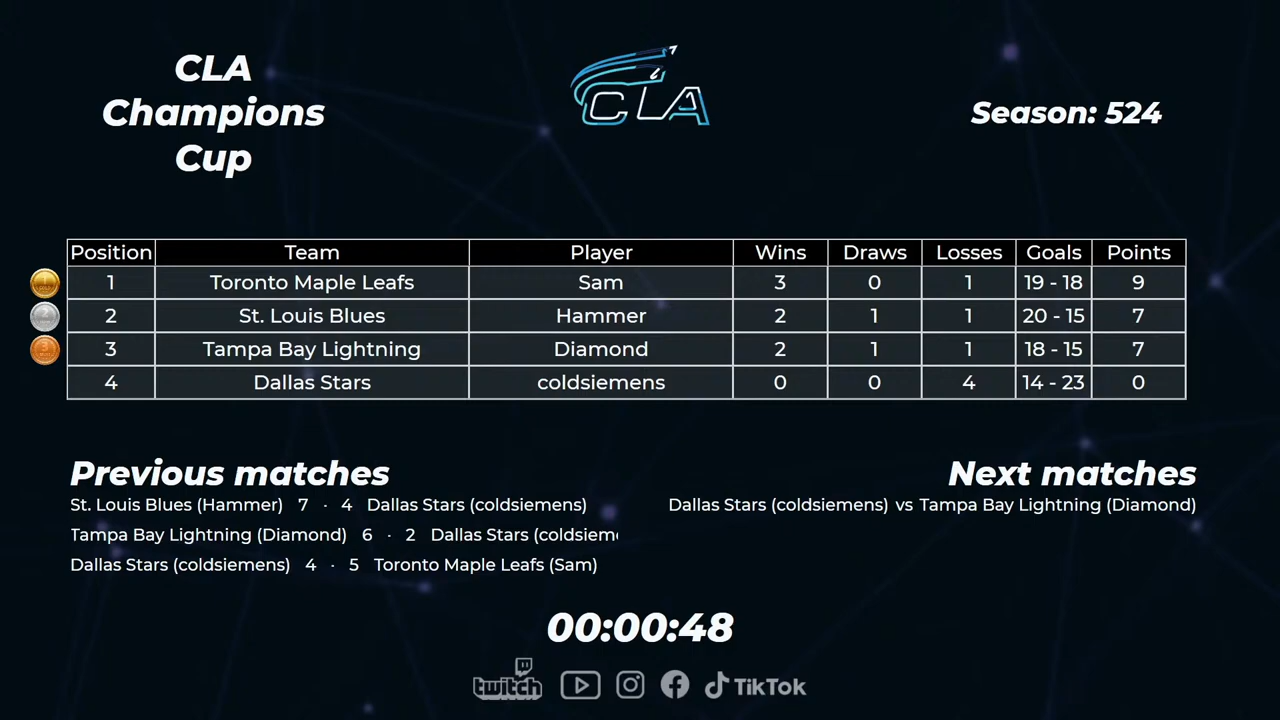 CLA
Champions
Cup
CLA
Season: 524
Position Team Player Wins Draws Losses Goals Points
1 Toronto Maple Leafs Sam 3 0 1 19 - 18 9
2 St. Louis Blues Hammer 2 1 1 20 - 15 7
3 Tampa Bay Lightning Diamond 2 1 1 18 - 15 7
4 Dallas Stars coldsiemens 0 0 4 14 - 23 0
Previous matches
St. Louis Blues (Hammer) 7 · 4 Dallas Stars (coldsiemens)
Tampa Bay Lightning (Diamond) 6 · 2 Dallas Stars (coldsiem
Dallas Stars (coldsiemens) 4 · 5 Toronto Maple Leafs (Sam)
Next matches
Dallas Stars (coldsiemens) vs Tampa Bay Lightning (Diamond)
00:00:48
twitch TikTok